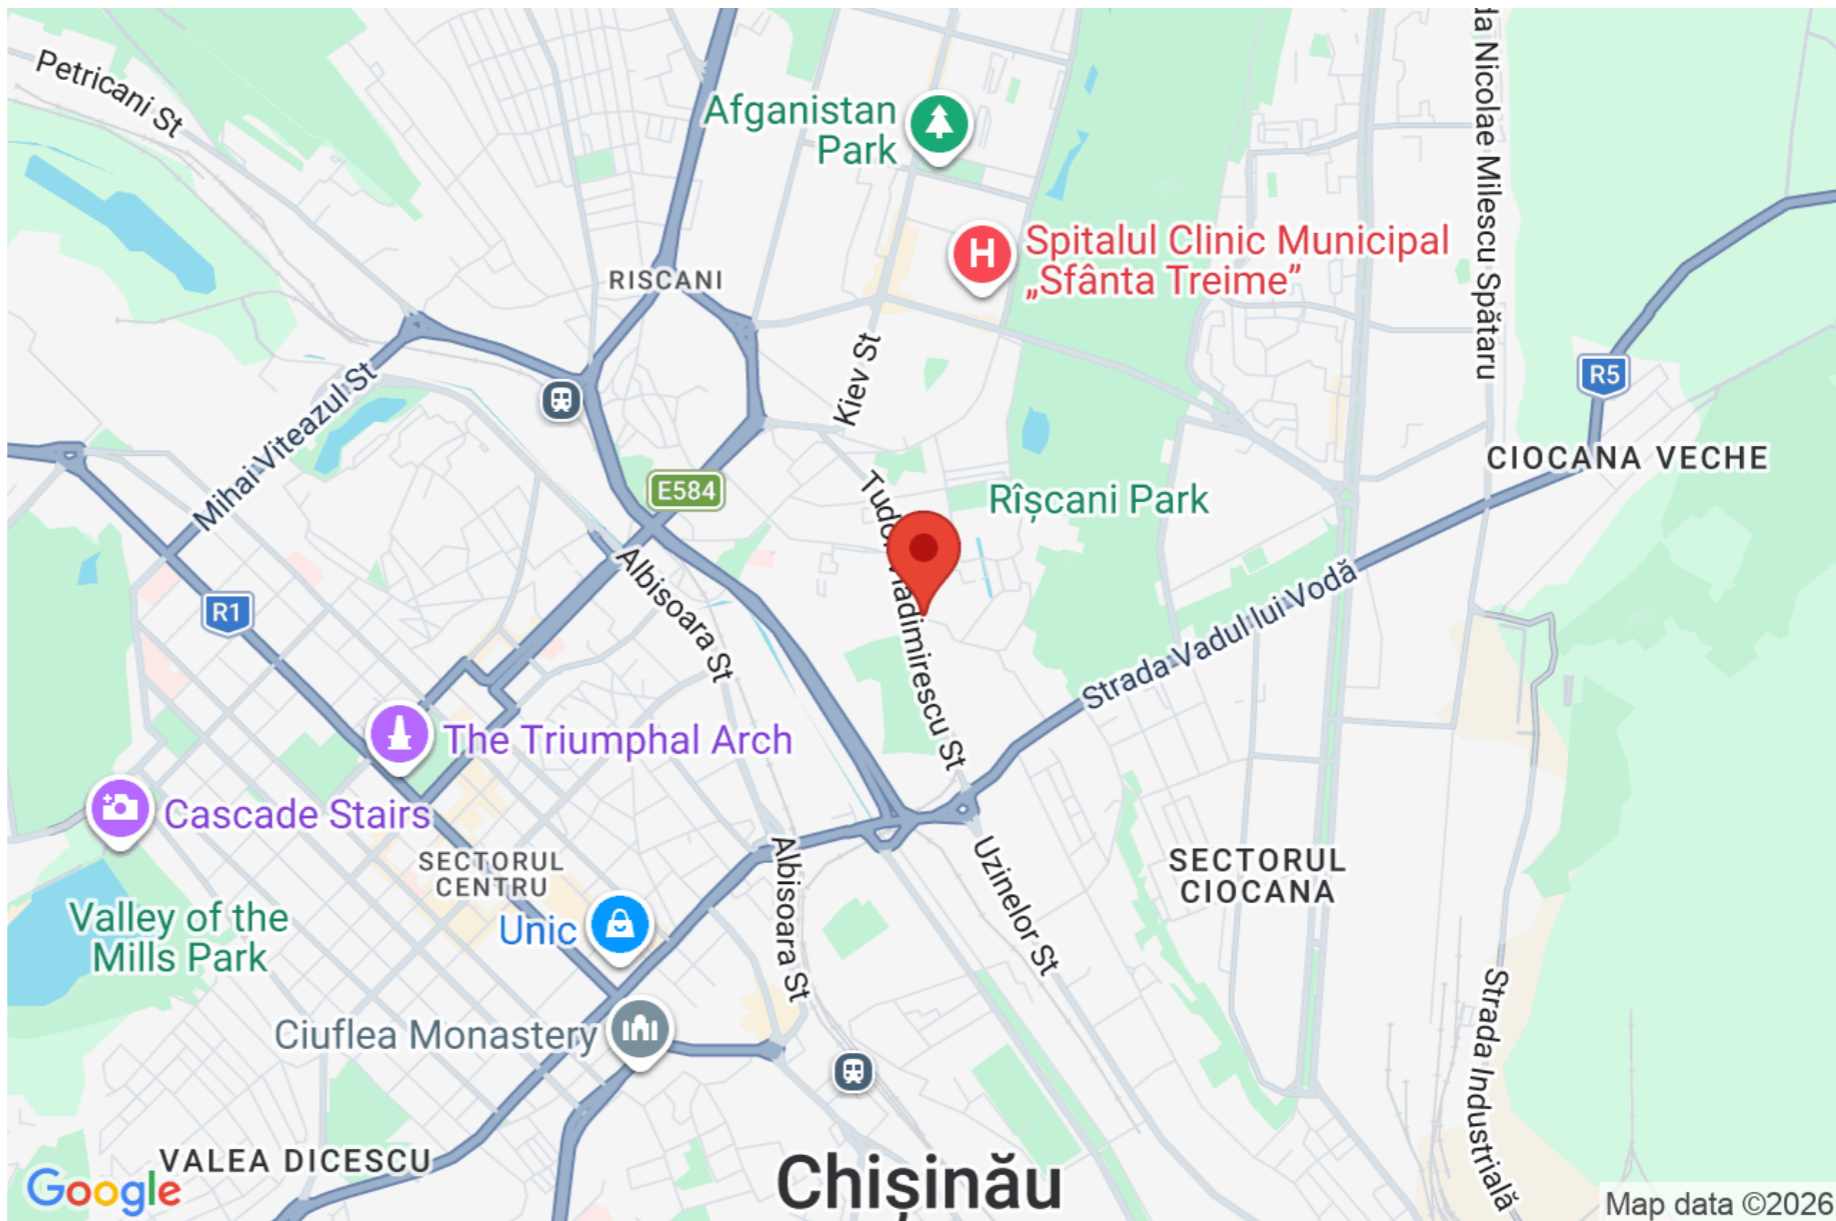 Petricani St
Afganistan
Park
da Nicolae Milescu Spătaru
Spitalul Clinic Municipal
„Sfânta Treime”
RISCANI
Kiev St
Mihai Viteazul St
R5
CIOCANA VECHE
E584
Rîșcani Park
Tudor Vladimirescu St
Albisoara St
R1
Strada Vadul lui Vodă
The Triumphal Arch
Cascade Stairs
SECTORUL
CENTRU
Albisoara St
Uzinelor St
SECTORUL
CIOCANA
Valley of the
Mills Park
Unic
Ciuflea Monastery
Strada Industrială
VALEA DICESCU
Chișinău
Google
Map data ©2026